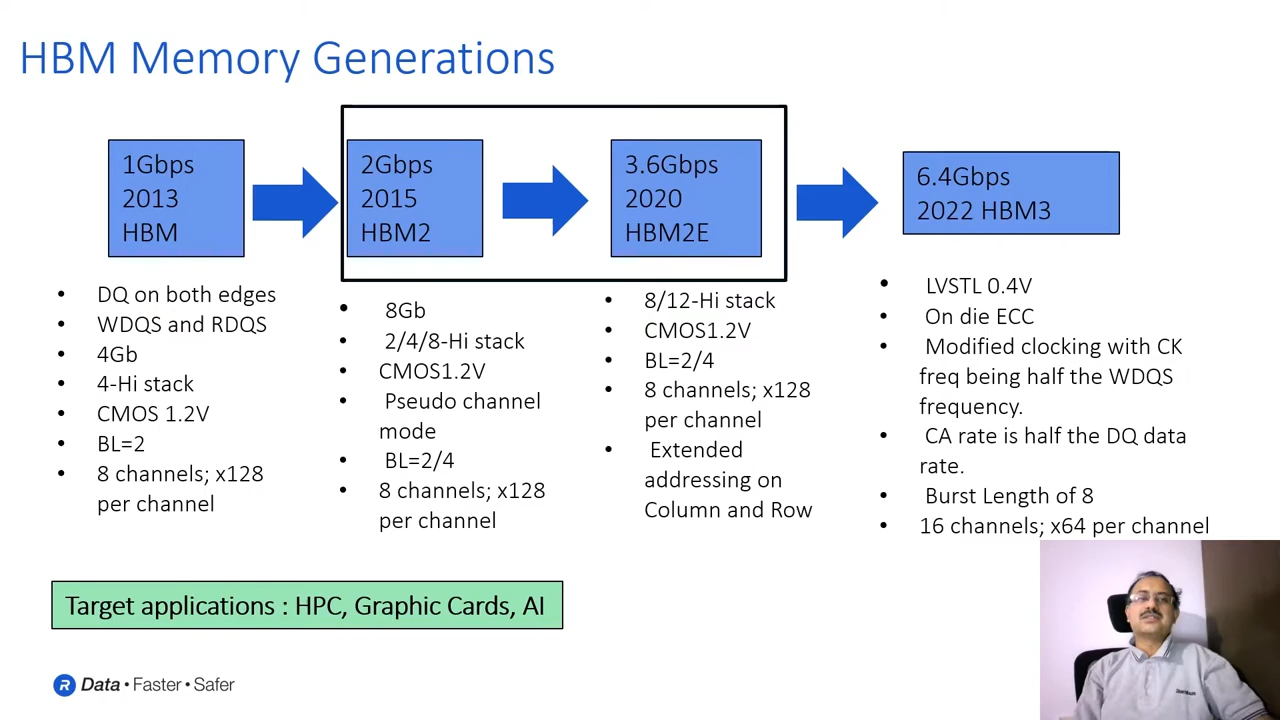 HBM Memory Generations
1Gbps
2013
HBM
2Gbps
2015
HBM2
3.6Gbps
2020
HBM2E
6.4Gbps
2022 HBM3
• DQ on both edges
• WDQS and RDQS
• 4Gb
• 4-Hi stack
• CMOS 1.2V
• BL=2
• 8 channels; x128
per channel
• 8Gb
• 2/4/8-Hi stack
• CMOS1.2V
• Pseudo channel
mode
• BL=2/4
• 8 channels; x128
per channel
• 8/12-Hi stack
• CMOS1.2V
• BL=2/4
• 8 channels; x128
per channel
• Extended
addressing on
Column and Row
• LVSTL 0.4V
• On die ECC
• Modified clocking with CK
freq being half the WDQS
frequency.
• CA rate is half the DQ data
rate.
• Burst Length of 8
• 16 channels; x64 per channel
Target applications : HPC, Graphic Cards, AI
R Data • Faster • Safer